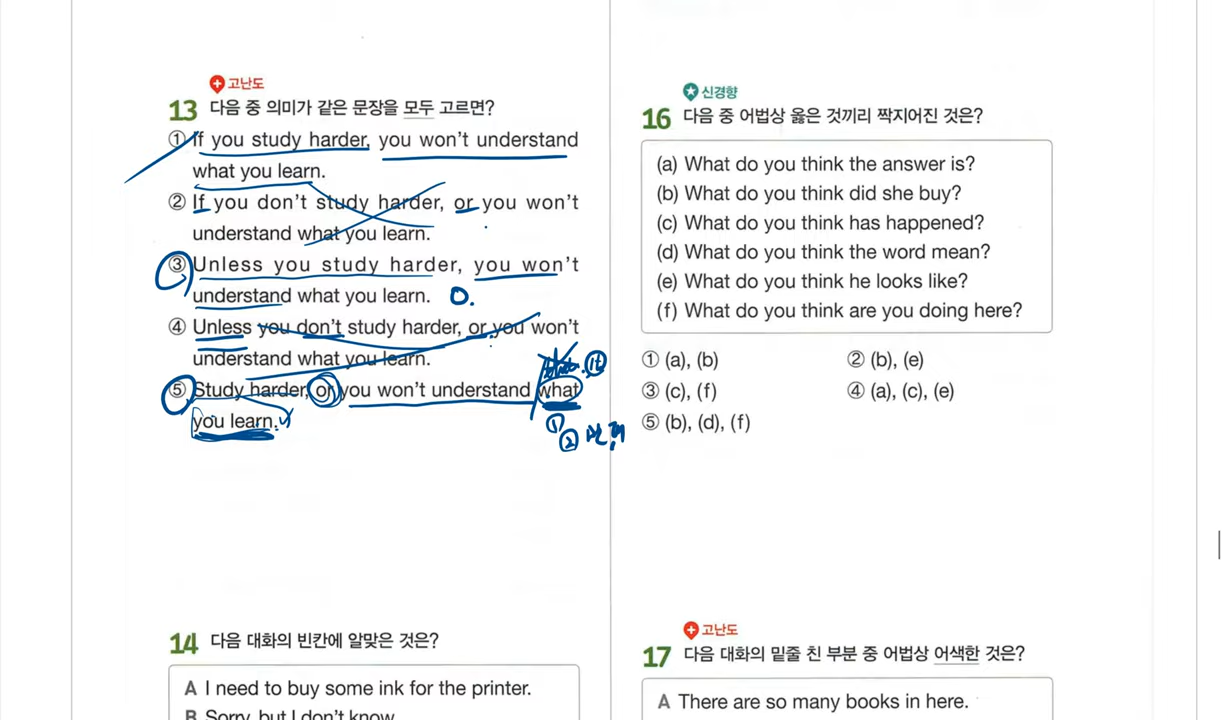 고난도
13 다음 중 의미가 같은 문장을 모두 고르면?
① If you study harder, you won't understand
what you learn.
② If you don't study harder, or you won't
understand what you learn.
③ Unless you study harder, you won't
understand what you learn.
④ Unless you don't study harder, or you won't
understand what you learn.
⑤ Study harder, or you won't understand what
you learn.
①
②
14 다음 대화의 빈칸에 알맞은 것은?
A I need to buy some ink for the printer.
B Sorry, but I don't know
신경향
16 다음 중 어법상 옳은 것끼리 짝지어진 것은?
(a) What do you think the answer is?
(b) What do you think did she buy?
(c) What do you think has happened?
(d) What do you think the word mean?
(e) What do you think he looks like?
(f) What do you think are you doing here?
① (a), (b) ② (b), (e)
③ (c), (f) ④ (a), (c), (e)
⑤ (b), (d), (f)
고난도
17 다음 대화의 밑줄 친 부분 중 어법상 어색한 것은?
A There are so many books in here.